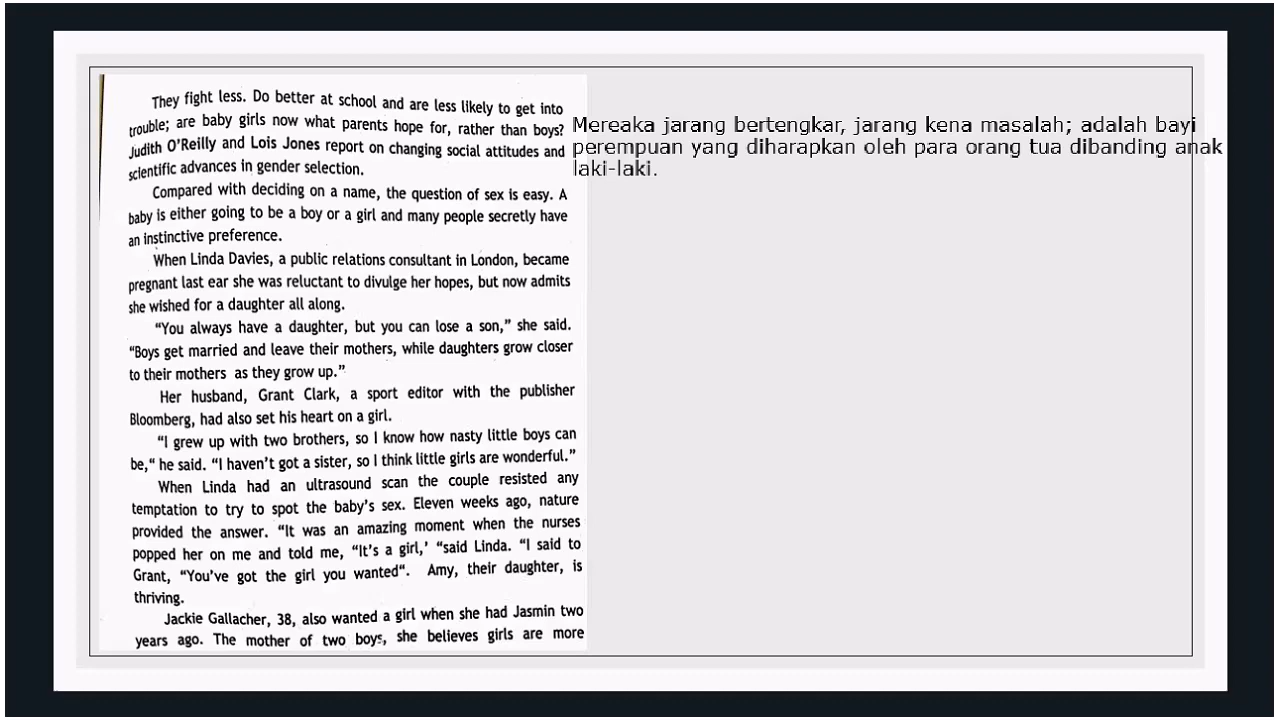 They fight less. Do better at school and are less likely to get into
trouble; are baby girls now what parents hope for, rather than boys?
Judith O'Reilly and Lois Jones report on changing social attitudes and
scientific advances in gender selection.
Compared with deciding on a name, the question of sex is easy. A
baby is either going to be a boy or a girl and many people secretly have
an instinctive preference.
When Linda Davies, a public relations consultant in London, became
pregnant last ear she was reluctant to divulge her hopes, but now admits
she wished for a daughter all along.
"You always have a daughter, but you can lose a son," she said.
"Boys get married and leave their mothers, while daughters grow closer
to their mothers as they grow up."
Her husband, Grant Clark, a sport editor with the publisher
Bloomberg, had also set his heart on a girl.
"I grew up with two brothers, so I know how nasty little boys can
be,“ he said. "I haven't got a sister, so I think little girls are wonderful."
When Linda had an ultrasound scan the couple resisted any
temptation to try to spot the baby's sex. Eleven weeks ago, nature
provided the answer. "It was an amazing moment when the nurses
popped her on me and told me, "It's a girl,' "said Linda. "I said to
Grant, "You've got the girl you wanted“. Amy, their daughter, is
thriving.
Jackie Gallacher, 38, also wanted a girl when she had Jasmin two
years ago. The mother of two boys, she believes girls are more
Mereaka jarang bertengkar, jarang kena masalah; adalah bayi
perempuan yang diharapkan oleh para orang tua dibanding anak
laki-laki.